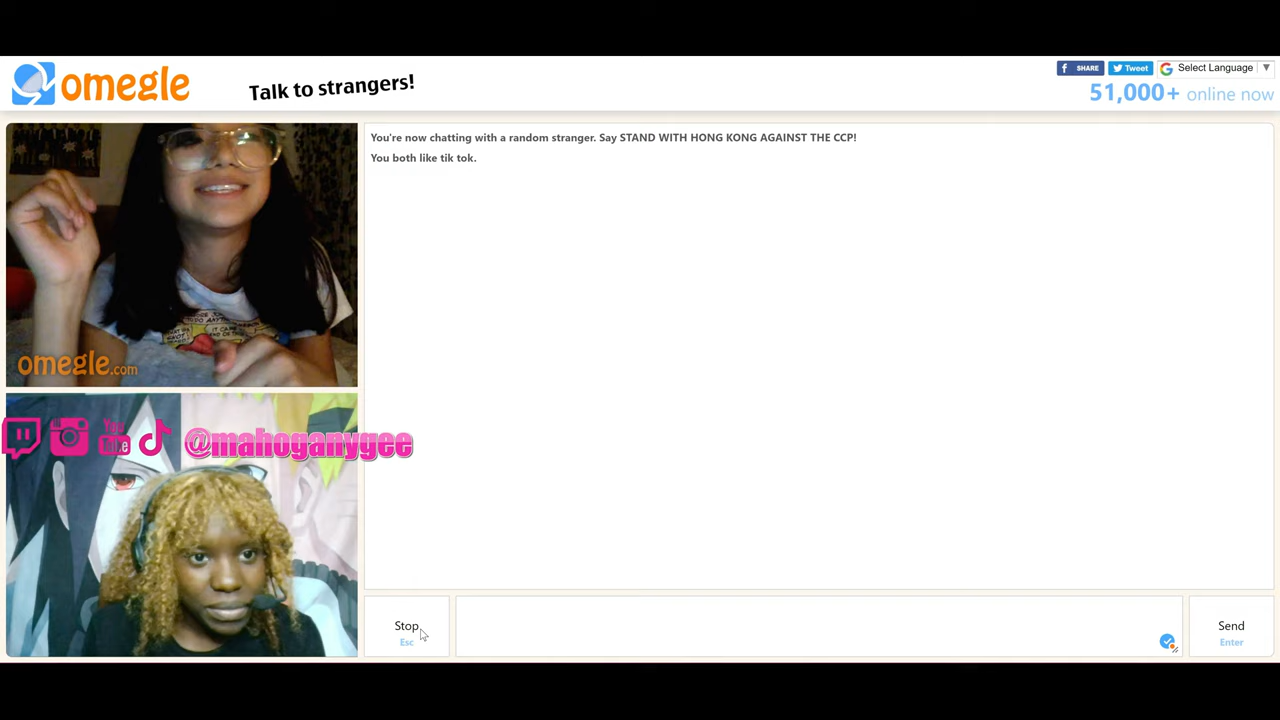 omegle
Talk to strangers!
SHARE
Tweet
Select Language
51,000+ online now
You're now chatting with a random stranger. Say STAND WITH HONG KONG AGAINST THE CCP!
You both like tik tok.
omegle.com
You
Tube
@mahoganygee
Stop
Esc
Send
Enter